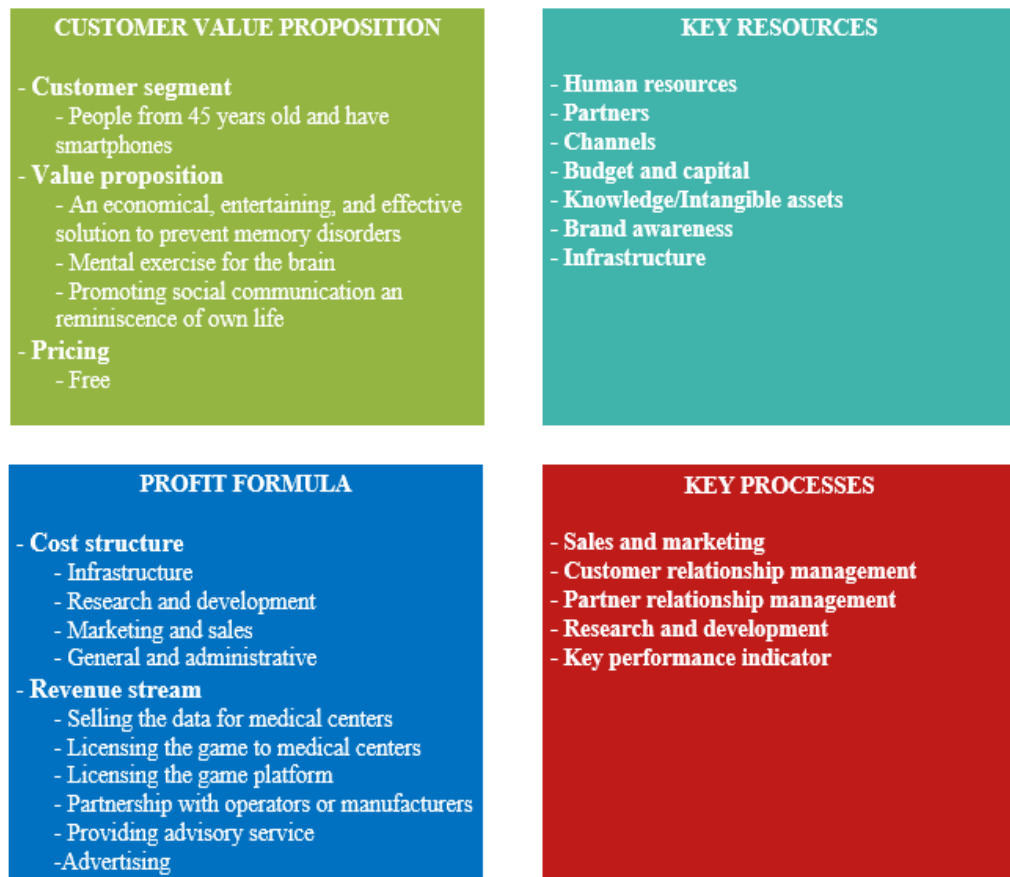 CUSTOMER VALUE PROPOSITION
- Customer segment
- People from 45 years old and have
smartphones
- Value proposition
- An economical, entertaining, and effective
solution to prevent memory disorders
- Mental exercise for the brain
- Promoting social communication an
reminiscence of own life
- Pricing
- Free
KEY RESOURCES
- Human resources
- Partners
- Channels
- Budget and capital
- Knowledge/Intangible assets
- Brand awareness
- Infrastructure
PROFIT FORMULA
- Cost structure
- Infrastructure
- Research and development
- Marketing and sales
- General and administrative
- Revenue stream
- Selling the data for medical centers
- Licensing the game to medical centers
- Licensing the game platform
- Partnership with operators or manufacturers
- Providing advisory service
-Advertising
KEY PROCESSES
- Sales and marketing
- Customer relationship management
- Partner relationship management
- Research and development
- Key performance indicator